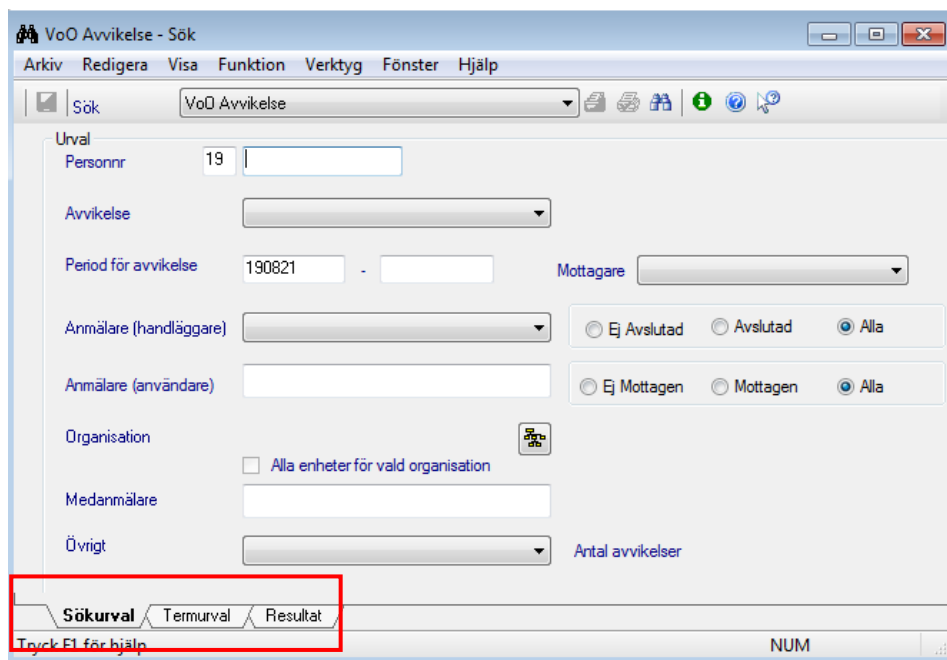 VoO Avvikelse - Sök
Arkiv Redigera Visa Funktion Verktyg Fönster Hjälp
Sök VoO Avvikelse
Urval
Personnr 19
Avvikelse
Period för avvikelse 190821 - Mottagare
Anmälare (handläggare) Ej Avslutad Avslutad Alla
Anmälare (användare) Ej Mottagen Mottagen Alla
Organisation
Alla enheter för vald organisation
Medanmälare
Övrigt Antal avvikelser
Sökurval Termurval Resultat
Tryck F1 för hjälp NUM